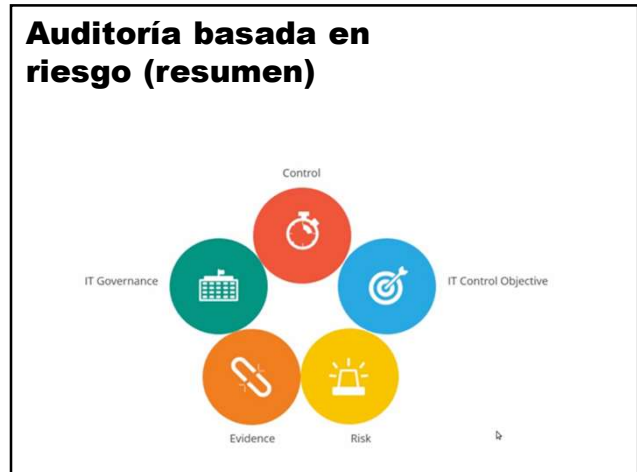 Auditoría basada en
riesgo (resumen)
Control
IT Governance
IT Control Objective
Evidence
Risk